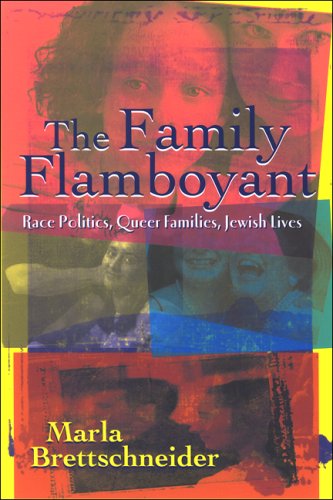 The Family
Flamboyant
Race Politics, Queer Families, Jewish Lives
Marla
Brettschneider